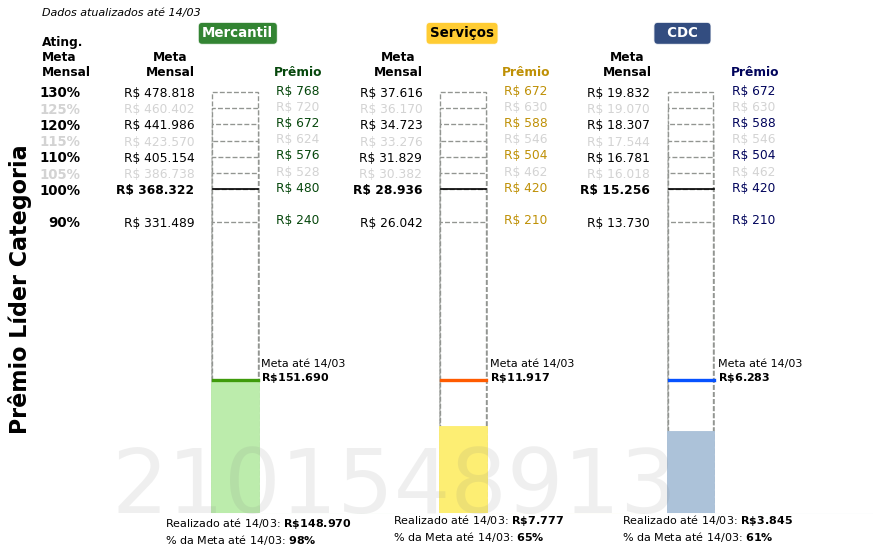 Dados atualizados até 14/03
Mercantil Serviços CDC
Ating.
Meta
Mensal
Meta
Mensal Prêmio Meta
Mensal Prêmio Meta
Mensal Prêmio
130% R$ 478.818 R$ 768 R$ 37.616 R$ 672 R$ 19.832 R$ 672
125% R$ 460.402 R$ 720 R$ 36.170 R$ 630 R$ 19.070 R$ 630
120% R$ 441.986 R$ 672 R$ 34.723 R$ 588 R$ 18.307 R$ 588
115% R$ 423.570 R$ 624 R$ 33.276 R$ 546 R$ 17.544 R$ 546
110% R$ 405.154 R$ 576 R$ 31.829 R$ 504 R$ 16.781 R$ 504
105% R$ 386.738 R$ 528 R$ 30.382 R$ 462 R$ 16.018 R$ 462
100% R$ 368.322 R$ 480 R$ 28.936 R$ 420 R$ 15.256 R$ 420
90% R$ 331.489 R$ 240 R$ 26.042 R$ 210 R$ 13.730 R$ 210
Prêmio Líder Categoria
Meta até 14/03 Meta até 14/03 Meta até 14/03
R$151.690 R$11.917 R$6.283
2101548913
Realizado até 14/03: R$148.970 Realizado até 14/03: R$7.777 Realizado até 14/03: R$3.845
% da Meta até 14/03: 98% % da Meta até 14/03: 65% % da Meta até 14/03: 61%